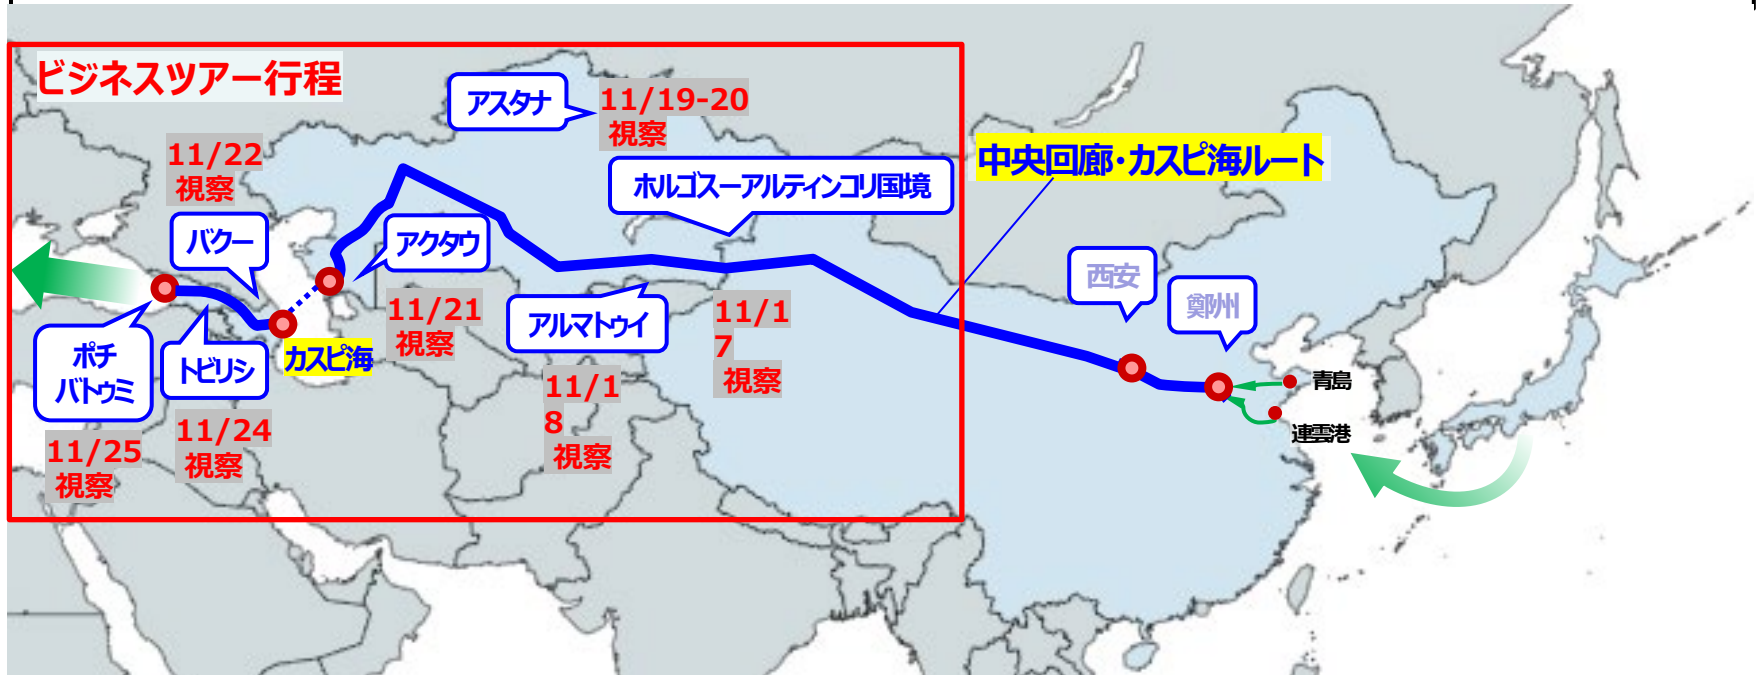 ビジネスツアー行程
アスタナ
11/19-20
視察
11/22
視察
中央回廊・カスピ海ルート
ホルゴスーアルティンコリ国境
バクー
アクタウ
西安
鄭州
11/21
視察
アルマトゥイ
11/1
7
視察
ポチ
バトゥミ
トビリシ
カスピ海
11/1
8
視察
青島
連雲港
11/24
視察
11/25
視察